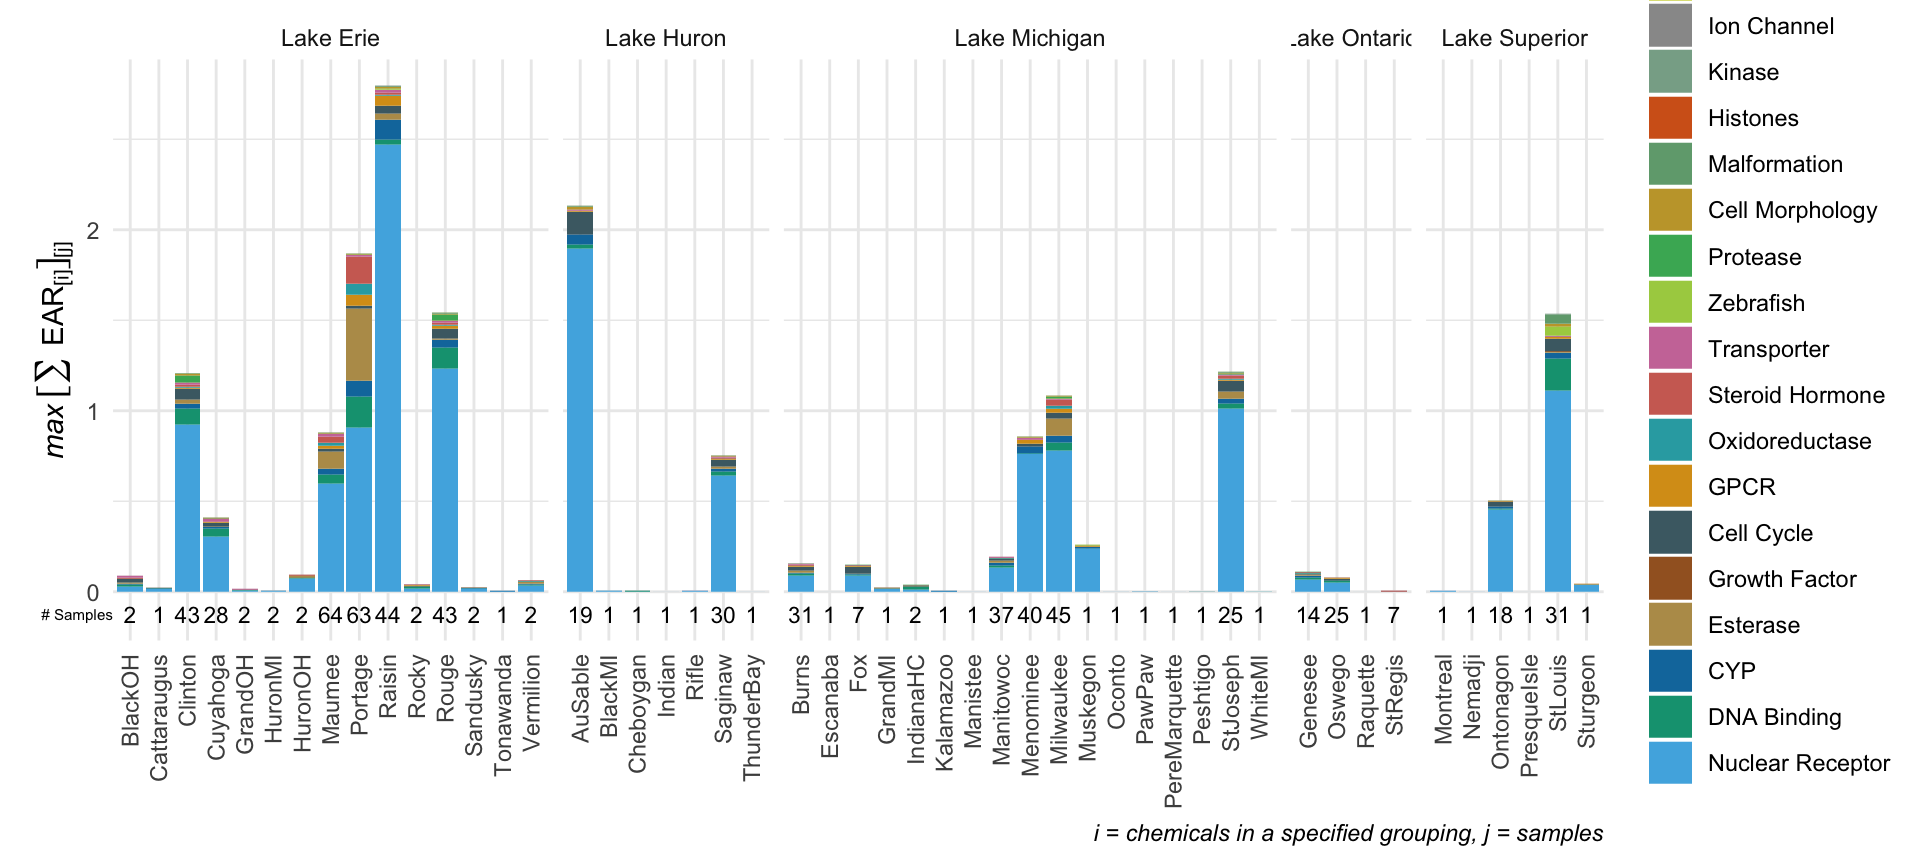 Lake Erie Lake Huron Lake Michigan Lake Ontario Lake Superior
max [∑ EAR[i]][j]
2
1
0
# Samples 2 1 43 28 2 2 2 64 63 44 2 43 2 1 2 19 1 1 1 1 30 1 31 1 7 1 2 1 1 37 40 45 1 1 1 1 1 25 1 14 25 1 7 1 1 18 1 31 1
BlackOH
Cattaraugus
Clinton
Cuyahoga
GrandOH
HuronMI
HuronOH
Maumee
Portage
Raisin
Rocky
Rouge
Sandusky
Tonawanda
Vermilion
AuSable
BlackMI
Cheboygan
Indian
Rifle
Saginaw
ThunderBay
Burns
Escanaba
Fox
GrandMI
IndianaHC
Kalamazoo
Manistee
Manitowoc
Menominee
Milwaukee
Muskegon
Oconto
PawPaw
PereMarquette
Peshtigo
StJoseph
WhiteMI
Genesee
Oswego
Raquette
StRegis
Montreal
Nemadji
Ontonagon
PresqueIsle
StLouis
Sturgeon
Ion Channel
Kinase
Histones
Malformation
Cell Morphology
Protease
Zebrafish
Transporter
Steroid Hormone
Oxidoreductase
GPCR
Cell Cycle
Growth Factor
Esterase
CYP
DNA Binding
Nuclear Receptor
i = chemicals in a specified grouping, j = samples